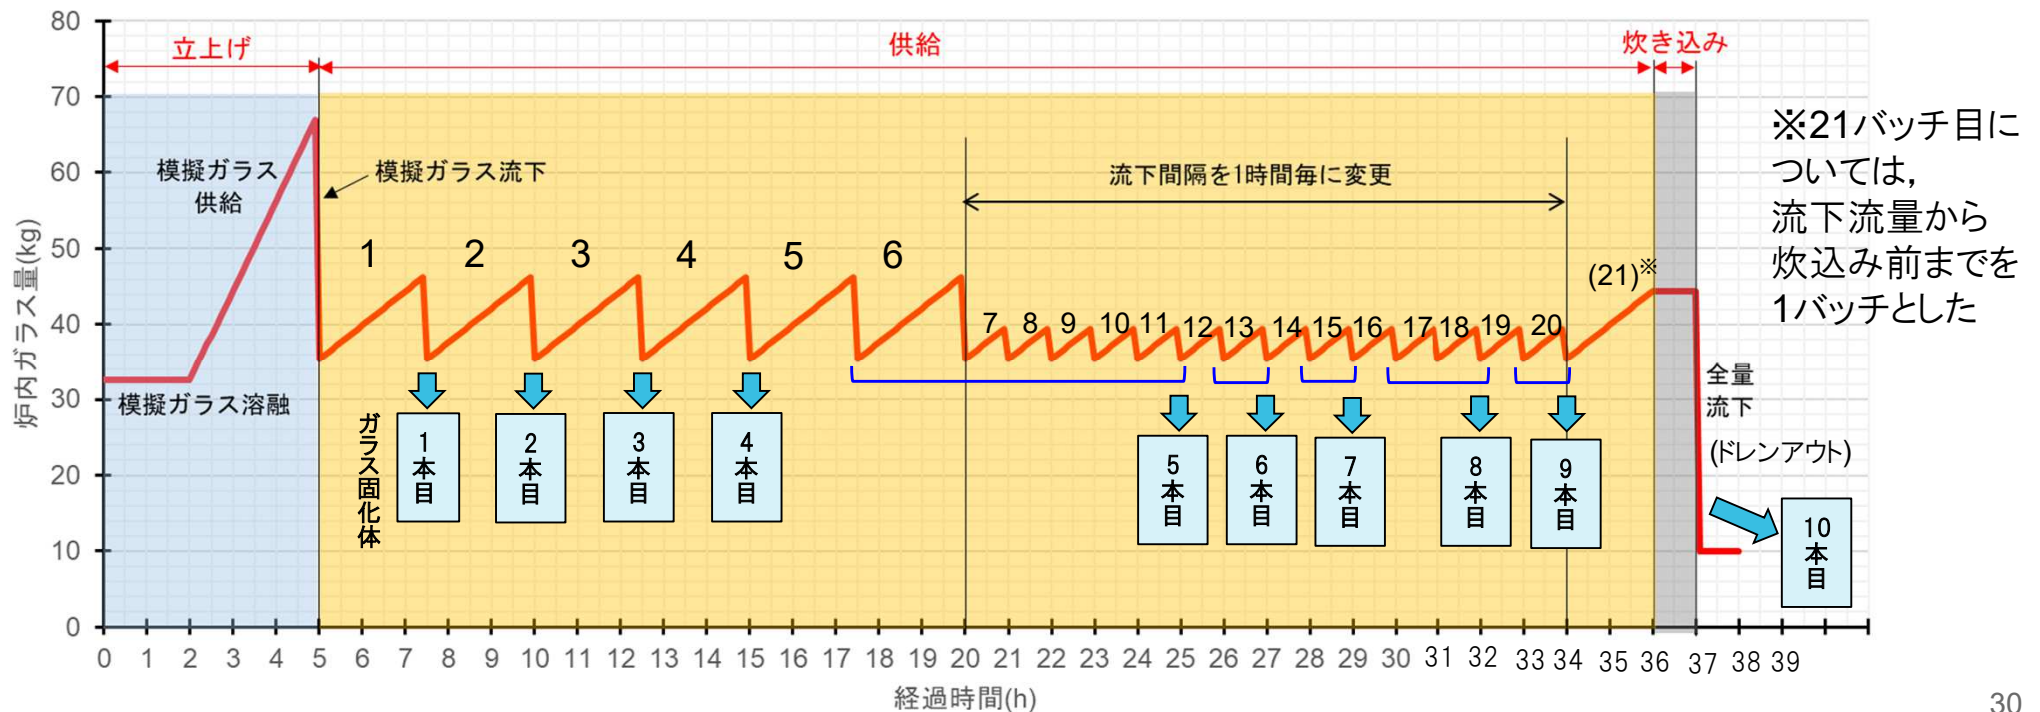 80
70
60
50
40
30
20
10
0
炉内ガラス量(kg)
立上げ
供給
炊き込み
模擬ガラス
供給
模擬ガラス流下
流下間隔を1時間毎に変更
※21バッチ目に
ついては,
流下流量から
炊込み前までを
1バッチとした
1 2 3 4 5 6
7 8 9 10 11 12 13 14 15 16 17 18 19 20
(21)※
模擬ガラス溶融
ガラス固化体
1本目
2本目
3本目
4本目
5本目
6本目
7本目
8本目
9本目
全量
流下
(ドレンアウト)
10本目
0 1 2 3 4 5 6 7 8 9 10 11 12 13 14 15 16 17 18 19 20 21 22 23 24 25 26 27 28 29 30 31 32 33 34 35 36 37 38 39
経過時間(h)
30